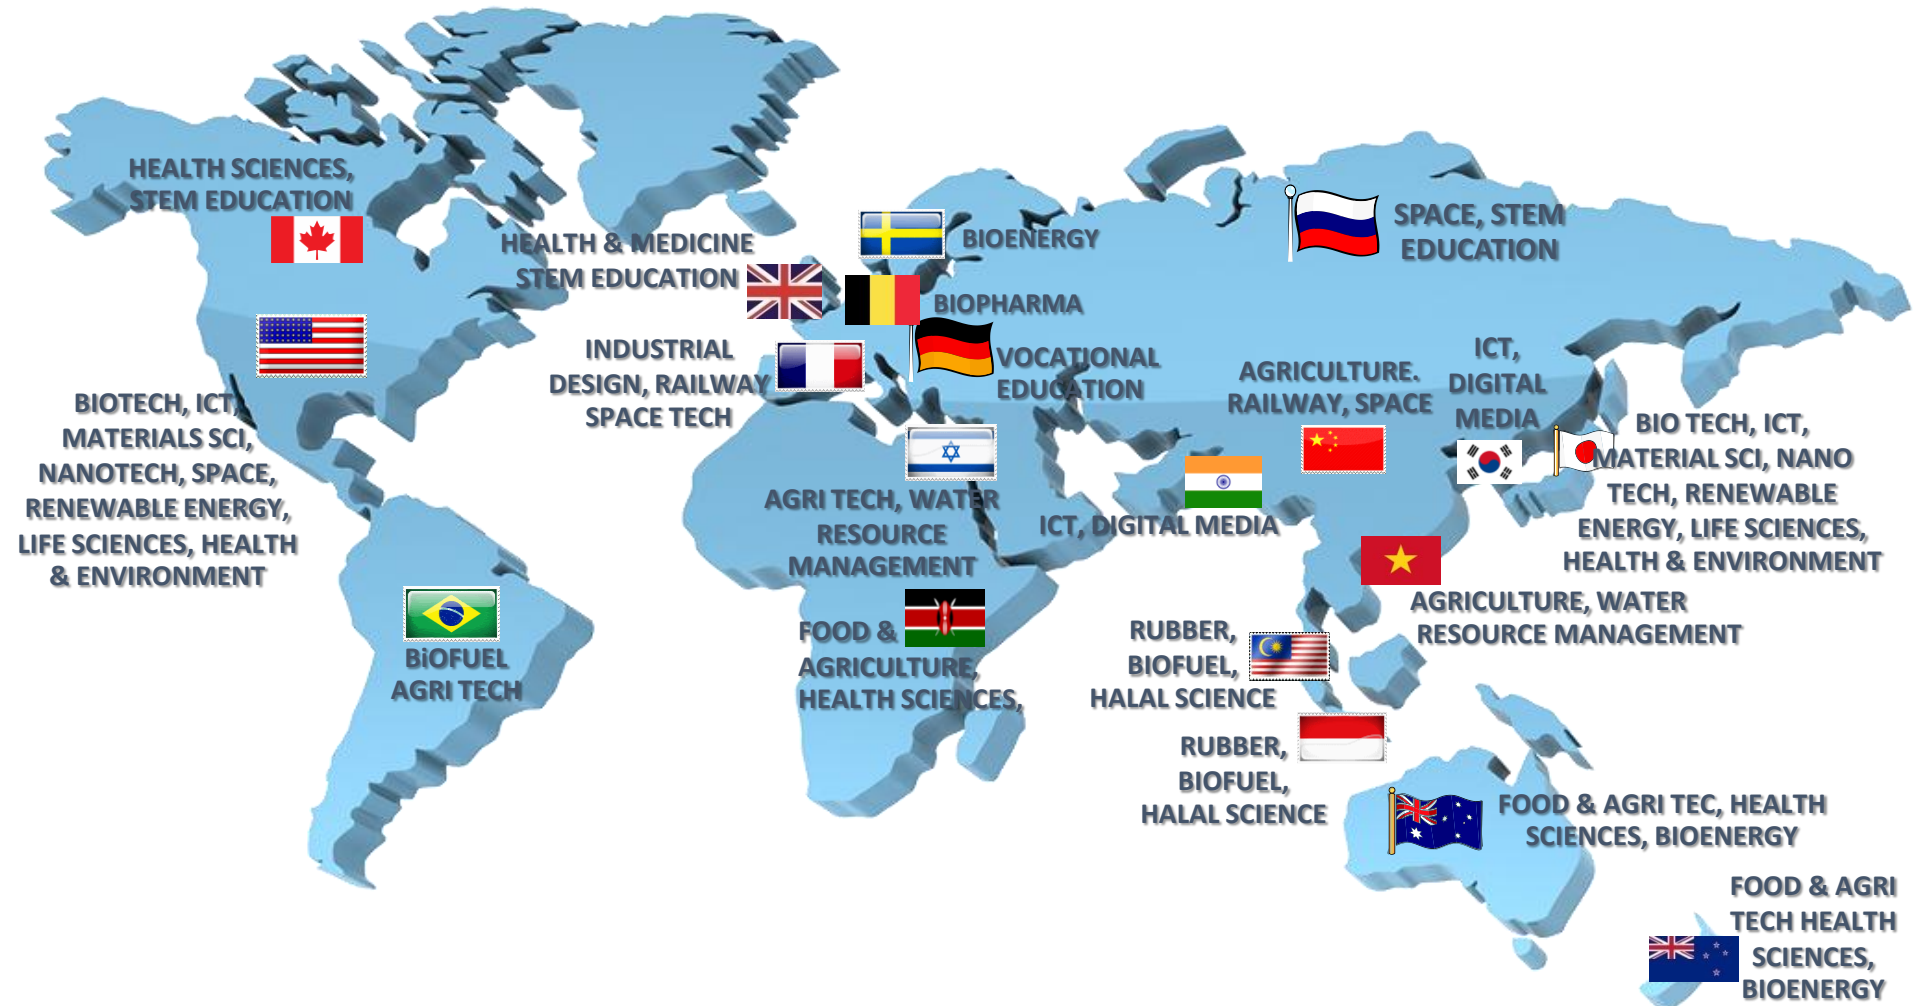 HEALTH SCIENCES,
STEM EDUCATION
BIOTECH, ICT,
MATERIALS SCI,
NANOTECH, SPACE,
RENEWABLE ENERGY,
LIFE SCIENCES, HEALTH
& ENVIRONMENT
BiOFUEL
AGRI TECH
HEALTH & MEDICINE
STEM EDUCATION
BIOENERGY
BIOPHARMA
INDUSTRIAL
DESIGN, RAILWAY
SPACE TECH
VOCATIONAL
EDUCATION
SPACE, STEM
EDUCATION
AGRI TECH, WATER
RESOURCE
MANAGEMENT
FOOD &
AGRICULTURE,
HEALTH SCIENCES,
ICT, DIGITAL MEDIA
AGRICULTURE.
RAILWAY, SPACE
ICT,
DIGITAL
MEDIA
BIO TECH, ICT,
MATERIAL SCI, NANO
TECH, RENEWABLE
ENERGY, LIFE SCIENCES,
HEALTH & ENVIRONMENT
AGRICULTURE, WATER
RESOURCE MANAGEMENT
RUBBER,
BIOFUEL,
HALAL SCIENCE
RUBBER,
BIOFUEL,
HALAL SCIENCE
FOOD & AGRI TEC, HEALTH
SCIENCES, BIOENERGY
FOOD & AGRI
TECH HEALTH
SCIENCES,
BIOENERGY